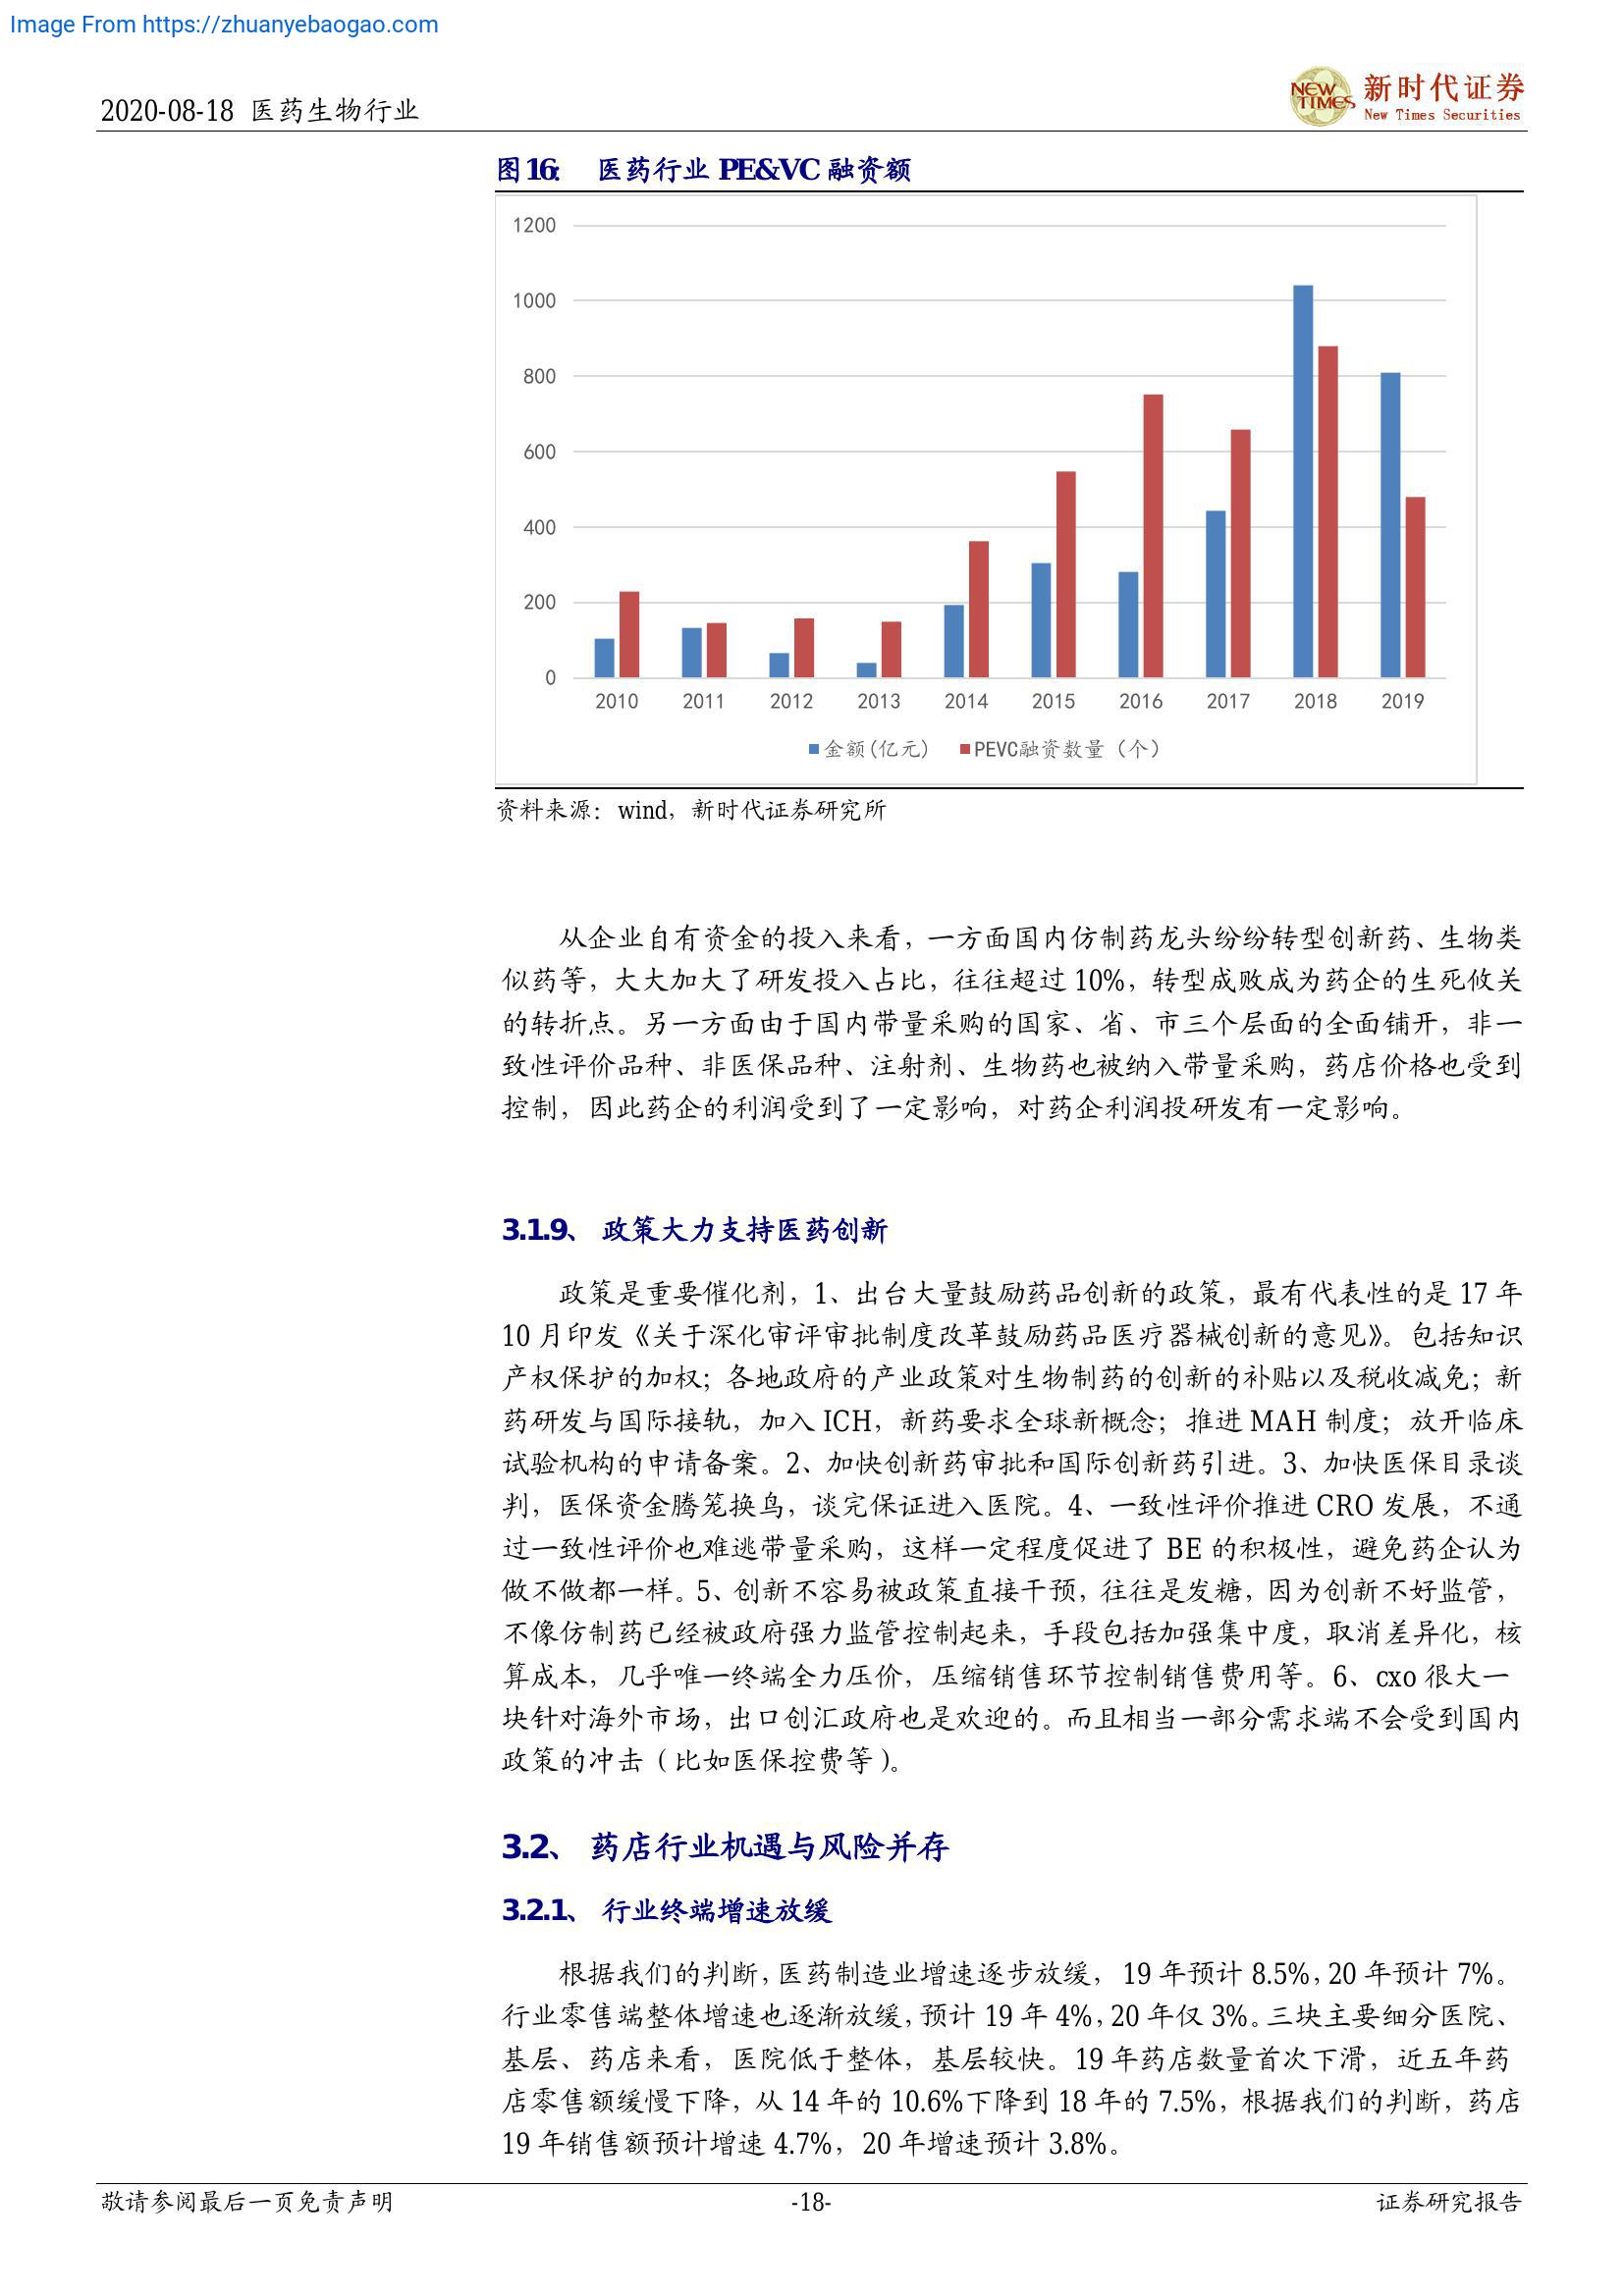 Image From https://zhuanyebaogao.com
2020-08-18 医药生物行业
NEW TIMES
新时代证券
New Times Securities
图16: 医药行业 PE&VC 融资额
1200
1000
800
600
400
200
0
2010 2011 2012 2013 2014 2015 2016 2017 2018 2019
金额(亿元) PEVC融资数量（个）
资料来源：wind，新时代证券研究所
从企业自有资金的投入来看，一方面国内仿制药龙头纷纷转型创新药、生物类
似药等，大大加大了研发投入占比，往往超过 10%，转型成败成为药企的生死攸关
的转折点。另一方面由于国内带量采购的国家、省、市三个层面的全面铺开，非一
致性评价品种、非医保品种、注射剂、生物药也被纳入带量采购，药店价格也受到
控制，因此药企的利润受到了一定影响，对药企利润投研发有一定影响。
3.1.9、 政策大力支持医药创新
政策是重要催化剂，1、出台大量鼓励药品创新的政策，最有代表性的是 17 年
10 月印发《关于深化审评审批制度改革鼓励药品医疗器械创新的意见》。包括知识
产权保护的加权；各地政府的产业政策对生物制药的创新的补贴以及税收减免；新
药研发与国际接轨，加入 ICH，新药要求全球新概念；推进 MAH 制度；放开临床
试验机构的申请备案。2、加快创新药审批和国际创新药引进。3、加快医保目录谈
判，医保资金腾笼换鸟，谈完保证进入医院。4、一致性评价推进 CRO 发展，不通
过一致性评价也难逃带量采购，这样一定程度促进了 BE 的积极性，避免药企认为
做不做都一样。5、创新不容易被政策直接干预，往往是发糖，因为创新不好监管，
不像仿制药已经被政府强力监管控制起来，手段包括加强集中度，取消差异化，核
算成本，几乎唯一终端全力压价，压缩销售环节控制销售费用等。6、cxo 很大一
块针对海外市场，出口创汇政府也是欢迎的。而且相当一部分需求端不会受到国内
政策的冲击（比如医保控费等）。
3.2、 药店行业机遇与风险并存
3.2.1、 行业终端增速放缓
根据我们的判断，医药制造业增速逐步放缓， 19 年预计 8.5%，20 年预计 7%。
行业零售端整体增速也逐渐放缓，预计 19 年 4%，20 年仅 3%。三块主要细分医院、
基层、药店来看，医院低于整体，基层较快。19 年药店数量首次下滑，近五年药
店零售额缓慢下降，从 14 年的 10.6%下降到 18 年的 7.5%，根据我们的判断，药店
19 年销售额预计增速 4.7%，20 年增速预计 3.8%。
敬请参阅最后一页免责声明 -18- 证券研究报告